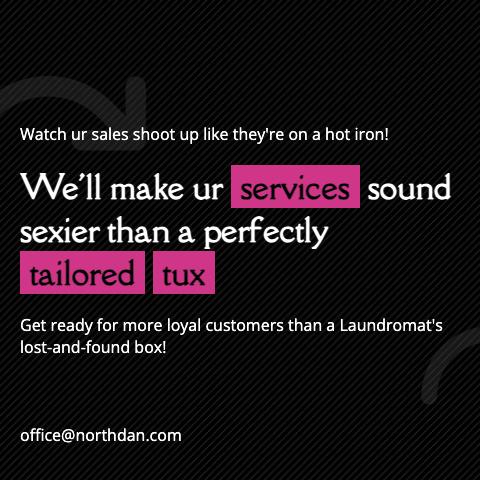 Watch ur sales shoot up like they're on a hot iron!
We'll make ur services sound
sexier than a perfectly
tailored tux
Get ready for more loyal customers than a Laundromat's
lost-and-found box!
office@northdan.com